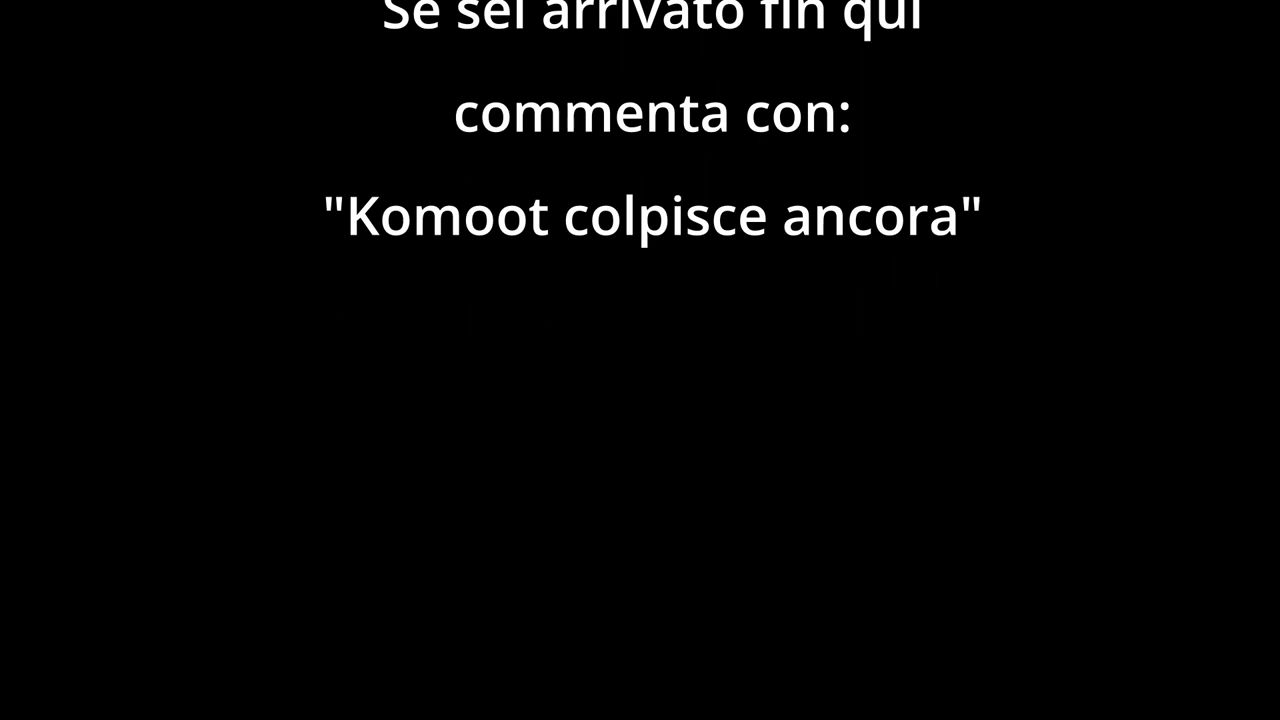 Se sei arrivato fin qui
commenta con:
"Komoot colpisce ancora"